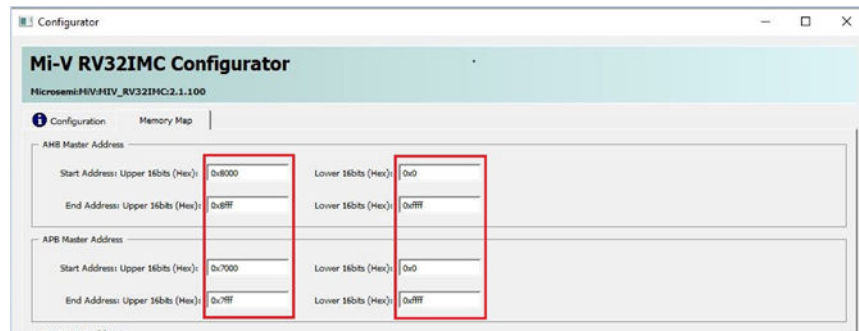 Configurator
Mi-V RV32IMC Configurator
Microsemi:MiV:MIV_RV32IMC:2.1.100
Configuration Memory Map
AHB Master Address
Start Address: Upper 16bits (Hex): 0x8000 Lower 16bits (Hex): 0x0
End Address: Upper 16bits (Hex): 0x8fff Lower 16bits (Hex): 0xffff
APB Master Address
Start Address: Upper 16bits (Hex): 0x7000 Lower 16bits (Hex): 0x0
End Address: Upper 16bits (Hex): 0x7fff Lower 16bits (Hex): 0xffff